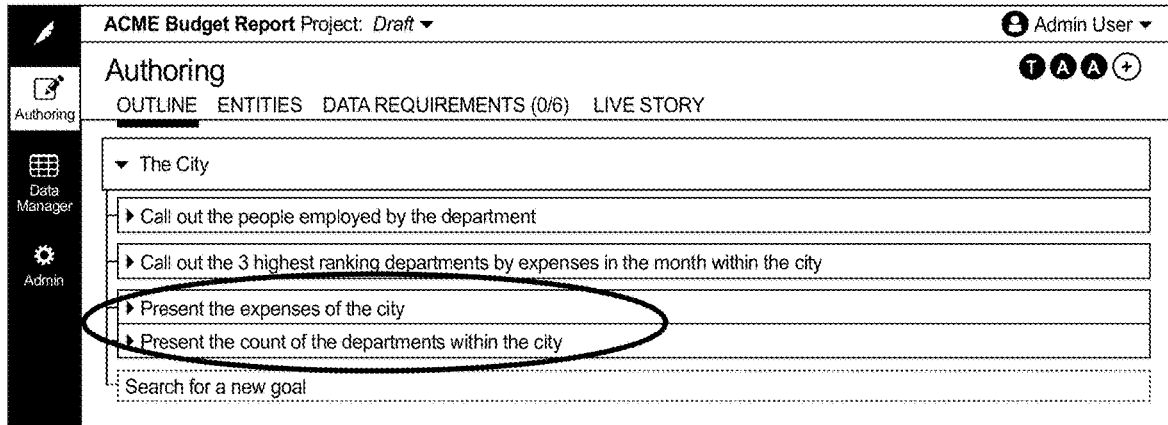 ACME Budget Report Project: Draft
Admin User
Authoring
T A A +
OUTLINE ENTITIES DATA REQUIREMENTS (0/6) LIVE STORY
Authoring
Data
Manager
Admin
The City
Call out the people employed by the department
Call out the 3 highest ranking departments by expenses in the month within the city
Present the expenses of the city
Present the count of the departments within the city
Search for a new goal